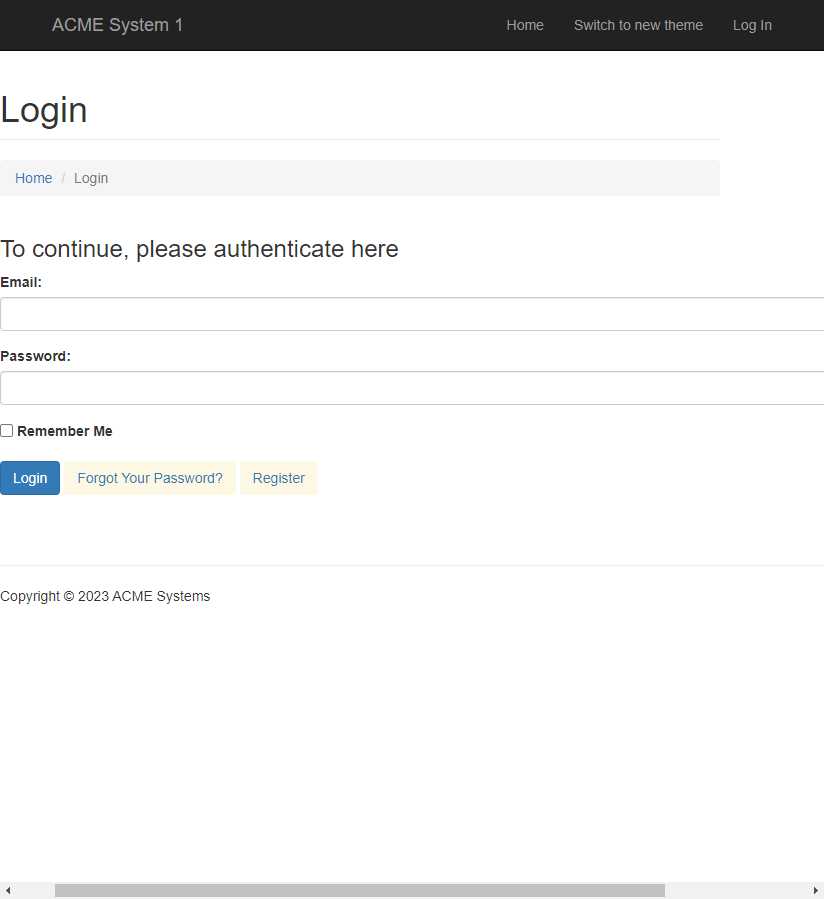 ACME System 1 Home Switch to new theme Log In
Login
Home / Login
To continue, please authenticate here
Email:
Password:
Remember Me
Login Forgot Your Password? Register
Copyright © 2023 ACME Systems